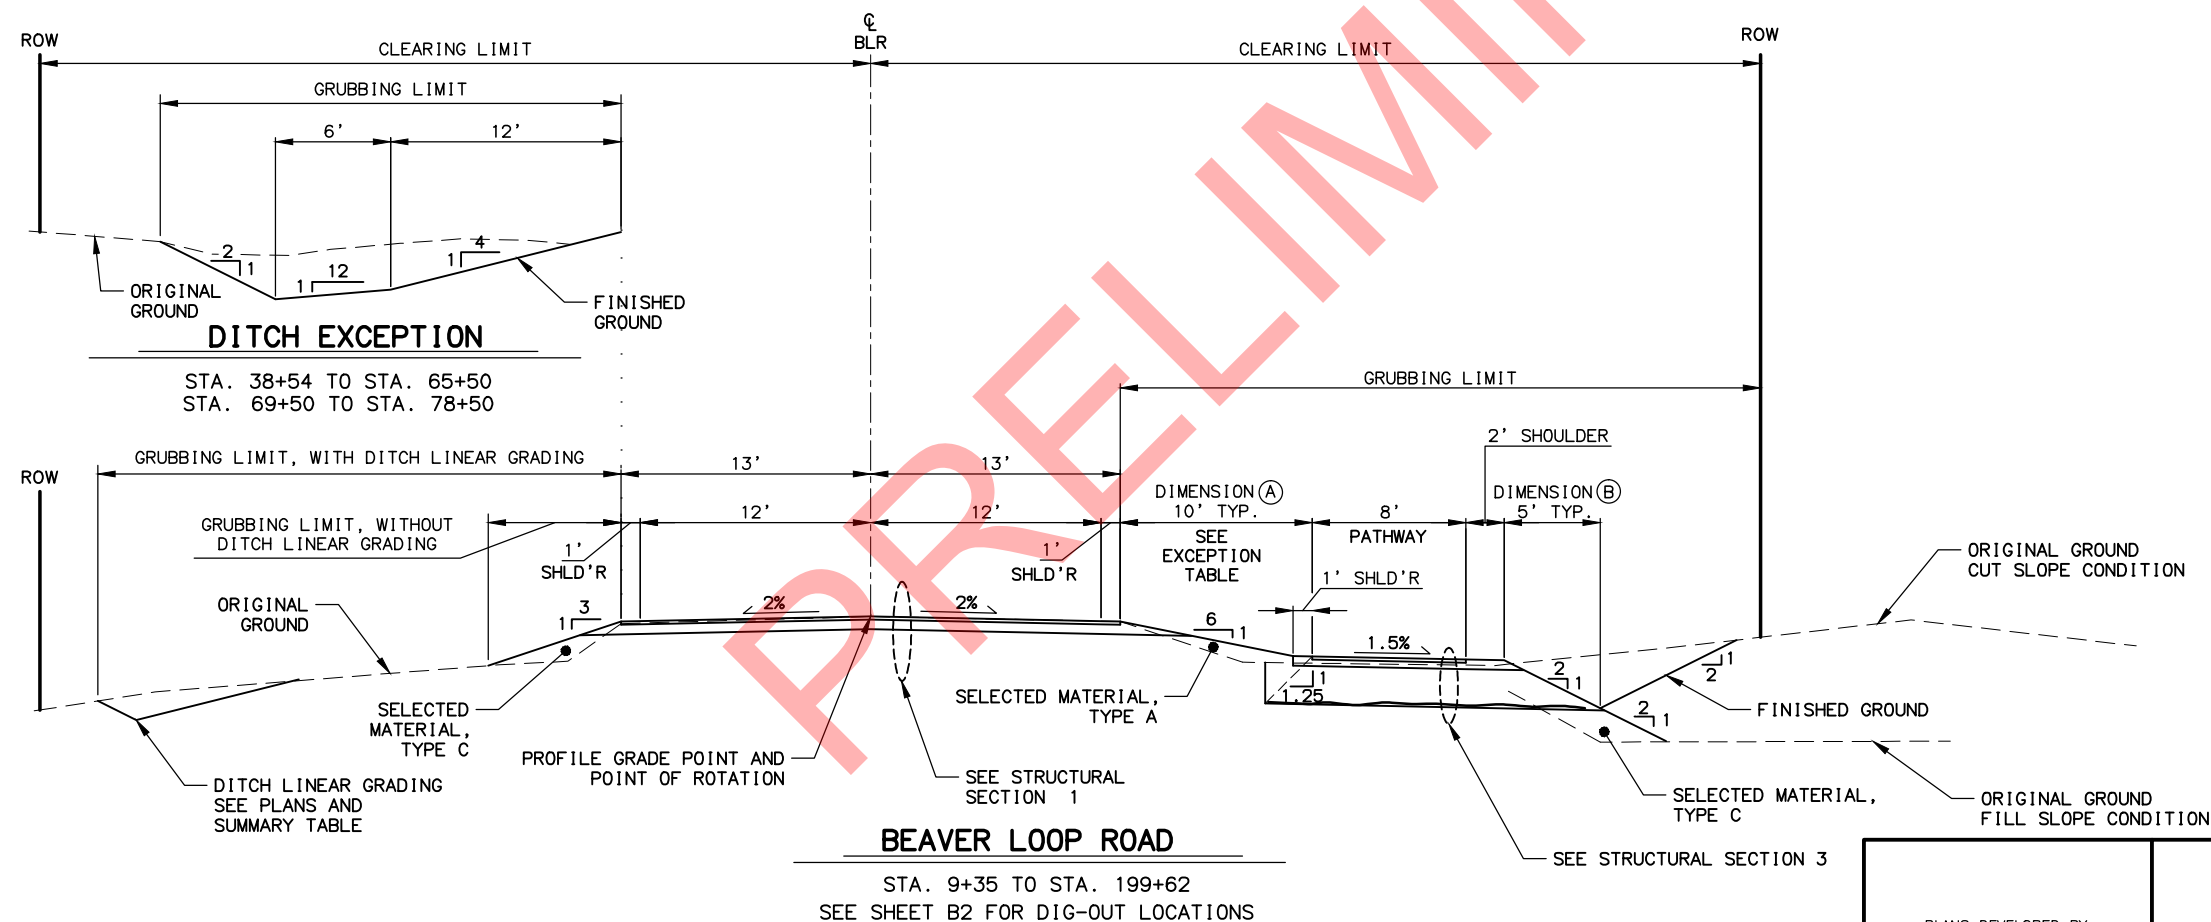 ℄
BLR
ROW
ROW
CLEARING LIMIT
CLEARING LIMIT
GRUBBING LIMIT
6'
12'
2
1
1
12
1
4
ORIGINAL
GROUND
FINISHED
GROUND
DITCH EXCEPTION
STA. 38+54 TO STA. 65+50
STA. 69+50 TO STA. 78+50
GRUBBING LIMIT
2' SHOULDER
ROW
GRUBBING LIMIT, WITH DITCH LINEAR GRADING
13'
13'
GRUBBING LIMIT, WITHOUT
DITCH LINEAR GRADING
1'
SHLD'R
12'
12'
1'
SHLD'R
DIMENSION A
10' TYP.
SEE
EXCEPTION
TABLE
8'
PATHWAY
DIMENSION B
5' TYP.
1' SHLD'R
ORIGINAL GROUND
CUT SLOPE CONDITION
ORIGINAL
GROUND
3
1
2%
2%
6
1
1.5%
1
1.25
2
1
1
2
2
1
SELECTED
MATERIAL,
TYPE C
SELECTED MATERIAL,
TYPE A
FINISHED GROUND
PROFILE GRADE POINT AND
POINT OF ROTATION
DITCH LINEAR GRADING
SEE PLANS AND
SUMMARY TABLE
SEE STRUCTURAL
SECTION 1
SELECTED MATERIAL,
TYPE C
ORIGINAL GROUND
FILL SLOPE CONDITION
SEE STRUCTURAL SECTION 3
BEAVER LOOP ROAD
STA. 9+35 TO STA. 199+62
SEE SHEET B2 FOR DIG-OUT LOCATIONS
PLANS DEVELOPED BY
PRELIMI